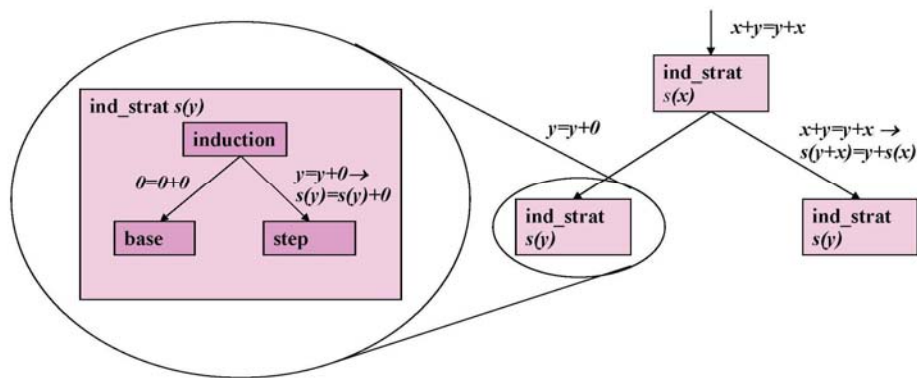 ind_strat s(y)
induction
0=0+0
y=y+0→
s(y)=s(y)+0
base
step
x+y=y+x
ind_strat
s(x)
y=y+0
x+y=y+x →
s(y+x)=y+s(x)
ind_strat
s(y)
ind_strat
s(y)